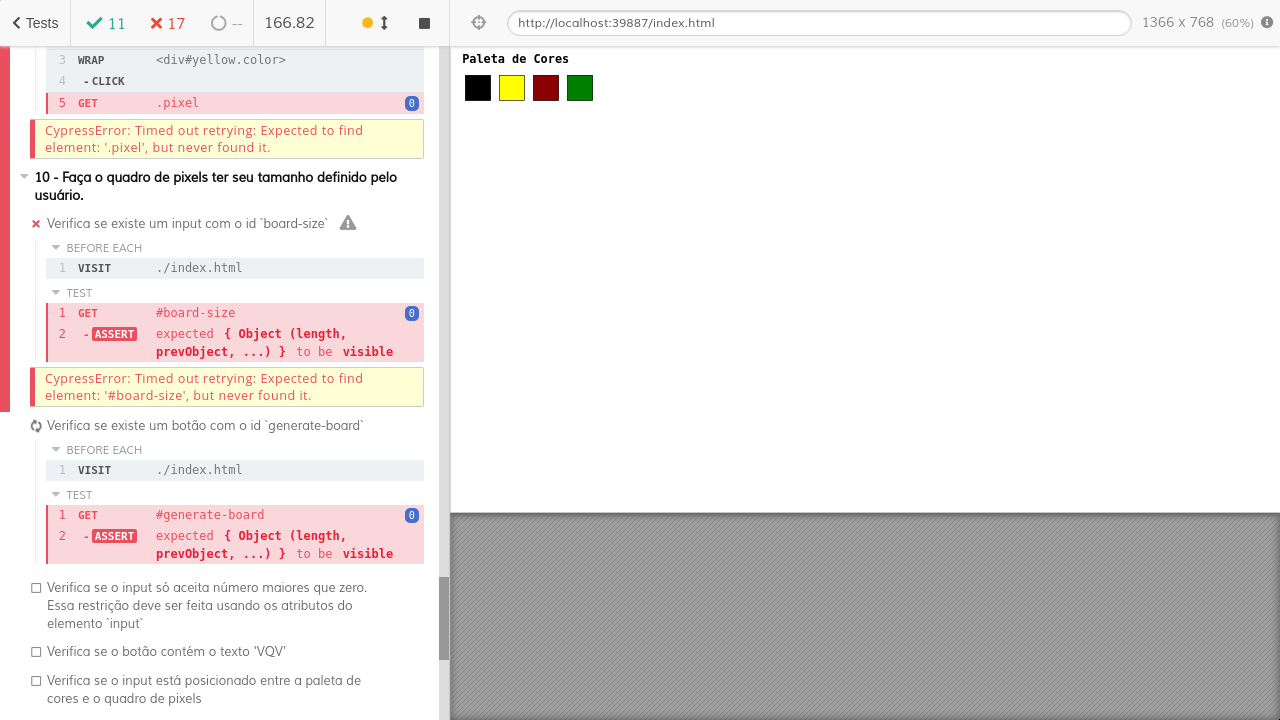 Tests 11 17 -- 166.82 http://localhost:39887/index.html 1366 x 768 (60%)
3 WRAP <div#yellow.color>
4 - CLICK
5 GET .pixel 0
CypressError: Timed out retrying: Expected to find
element: '.pixel', but never found it.
10 - Faça o quadro de pixels ter seu tamanho definido pelo
usuário.
Verifica se existe um input com o id `board-size`
BEFORE EACH
1 VISIT ./index.html
TEST
1 GET #board-size 0
2 - ASSERT expected { Object (length,
prevObject, ...) } to be visible
CypressError: Timed out retrying: Expected to find
element: '#board-size', but never found it.
Verifica se existe um botão com o id `generate-board`
BEFORE EACH
1 VISIT ./index.html
TEST
1 GET #generate-board 0
2 - ASSERT expected { Object (length,
prevObject, ...) } to be visible
Verifica se o input só aceita número maiores que zero.
Essa restrição deve ser feita usando os atributos do
elemento `input`
Verifica se o botão contém o texto 'VQV'
Verifica se o input está posicionado entre a paleta de
cores e o quadro de pixels
Paleta de Cores